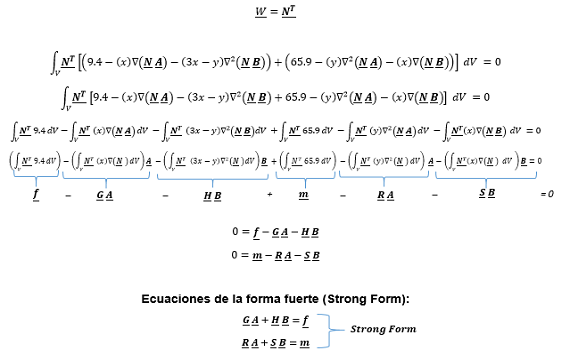 W = N^T
∫_V N^T [(9.4 − (x)∇(N A) − (3x − y)∇²(N B)) + (65.9 − (y)∇²(N A) − (x)∇(N B))] dV = 0
∫_V N^T [9.4 − (x)∇(N A) − (3x − y)∇²(N B) + 65.9 − (y)∇²(N A) − (x)∇(N B)] dV = 0
∫_V N^T 9.4 dV − ∫_V N^T (x)∇(N A) dV − ∫_V N^T (3x − y)∇²(N B) dV + ∫_V N^T 65.9 dV − ∫_V N^T (y)∇²(N A) dV − ∫_V N^T (x)∇(N B) dV = 0
(∫_V N^T 9.4 dV) − (∫_V N^T (x)∇(N) dV) A − (∫_V N^T (3x − y)∇²(N) dV) B + (∫_V N^T 65.9 dV) − (∫_V N^T (y)∇²(N) dV) A − (∫_V N^T (x)∇(N) dV) B = 0
f − G A − H B + m − R A − S B = 0
0 = f − G A − H B
0 = m − R A − S B
Ecuaciones de la forma fuerte (Strong Form):
G A + H B = f
Strong Form
R A + S B = m